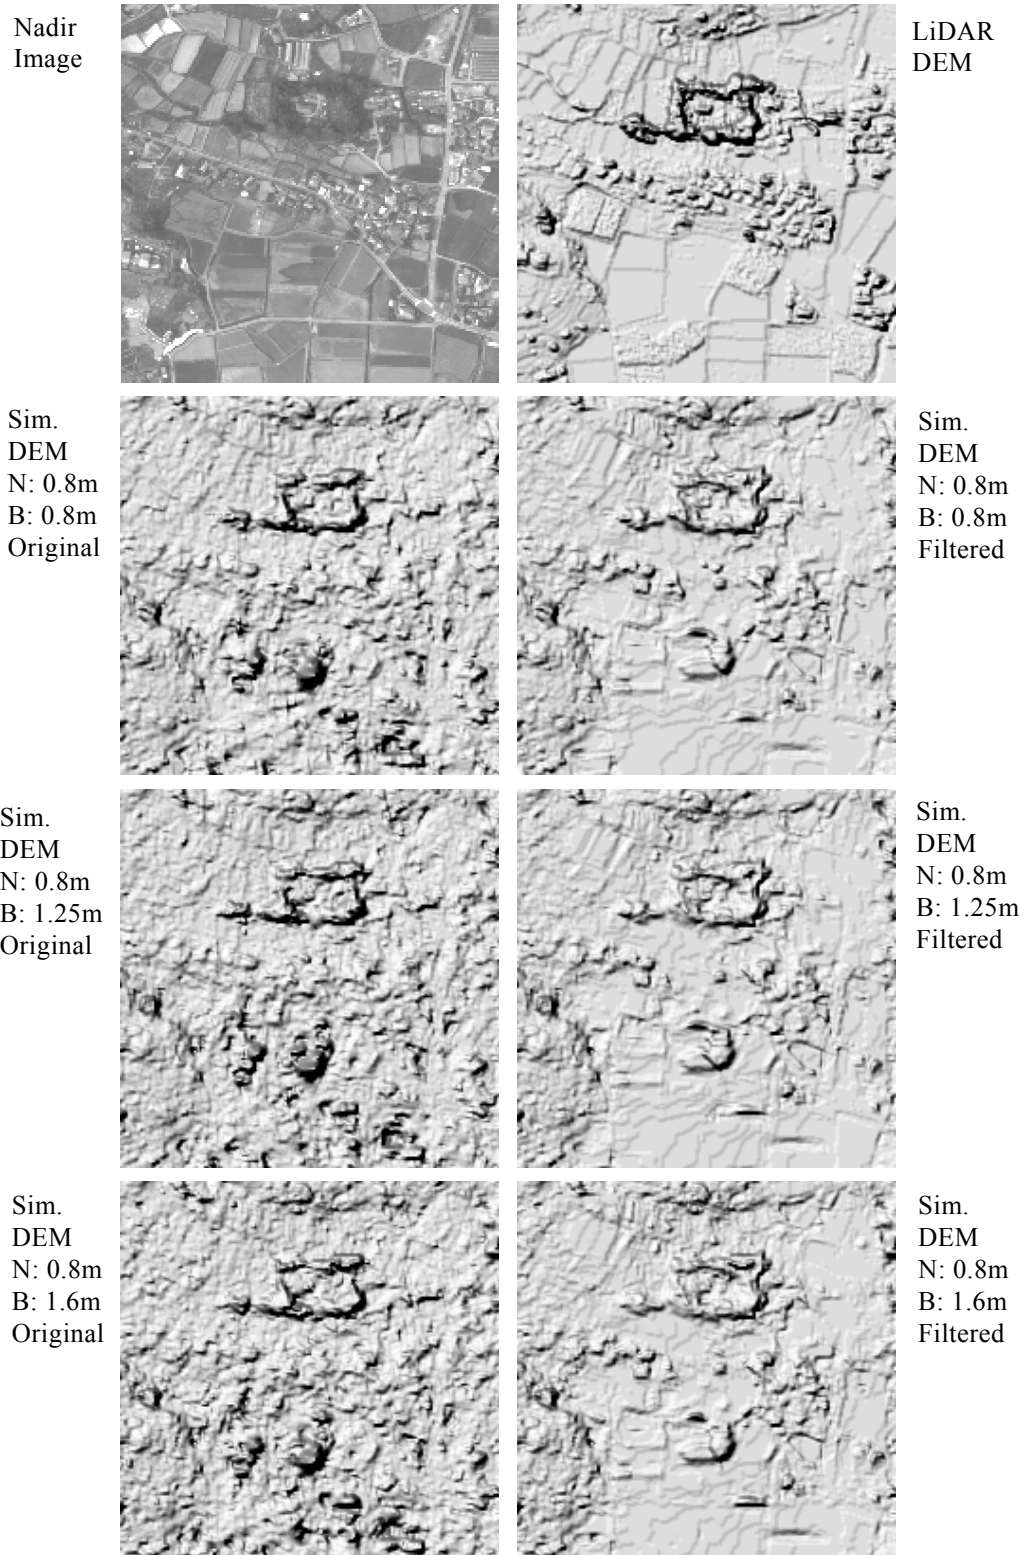 Nadir
Image
LiDAR
DEM
Sim.
DEM
N: 0.8m
B: 0.8m
Original
Sim.
DEM
N: 0.8m
B: 0.8m
Filtered
Sim.
DEM
N: 0.8m
B: 1.25m
Original
Sim.
DEM
N: 0.8m
B: 1.25m
Filtered
Sim.
DEM
N: 0.8m
B: 1.6m
Original
Sim.
DEM
N: 0.8m
B: 1.6m
Filtered